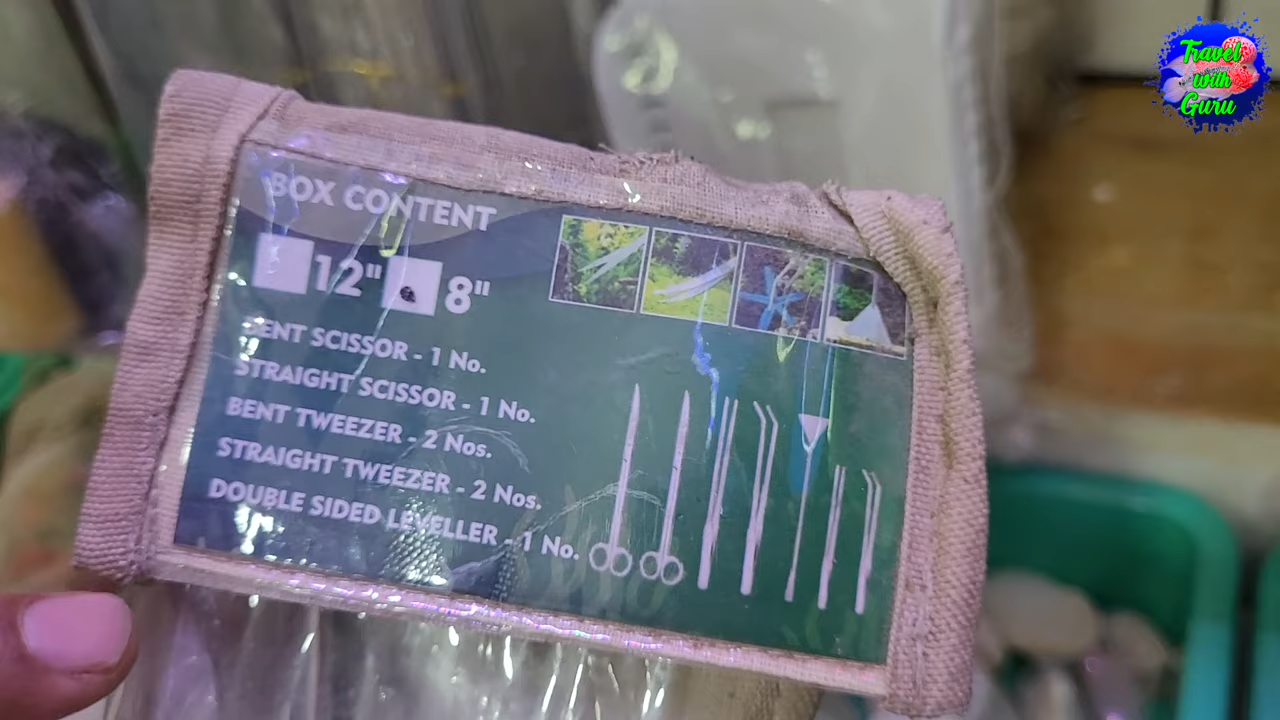 BOX CONTENT
12" 8"
BENT SCISSOR - 1 No.
STRAIGHT SCISSOR - 1 No.
BENT TWEEZER - 2 Nos.
STRAIGHT TWEEZER - 2 Nos.
DOUBLE SIDED LEVELLER - 1 No.
Travel
with
Guru